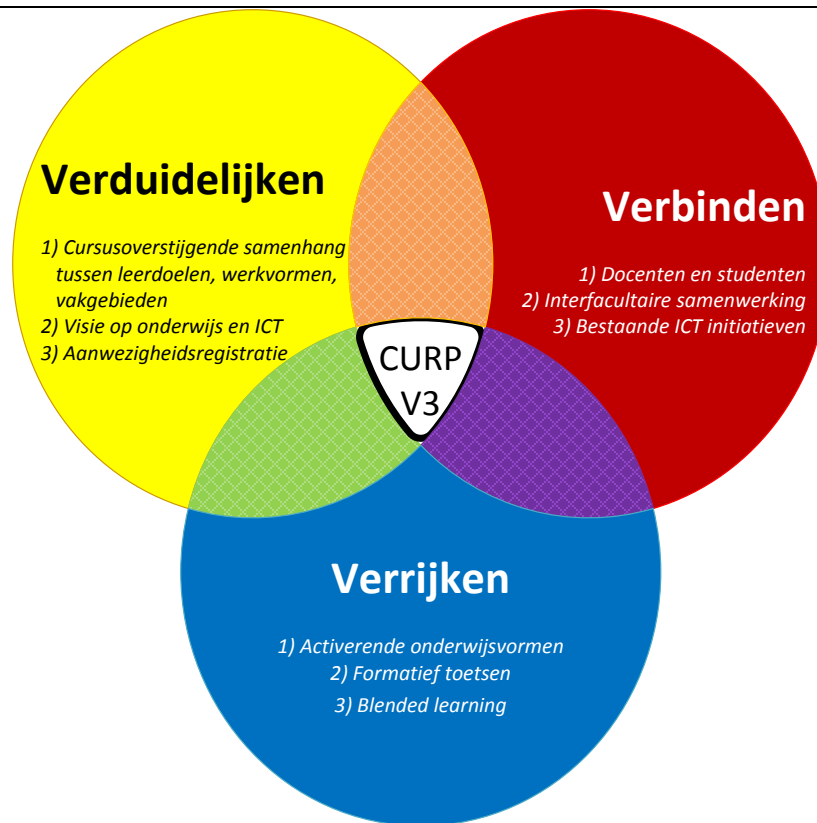 Verduidelijken
1) Cursusoverstijgende samenhang
tussen leerdoelen, werkvormen,
vakgebieden
2) Visie op onderwijs en ICT
3) Aanwezigheidsregistratie
Verbinden
1) Docenten en studenten
2) Interfacultaire samenwerking
3) Bestaande ICT initiatieven
CURP
V3
Verrijken
1) Activerende onderwijsvormen
2) Formatief toetsen
3) Blended learning